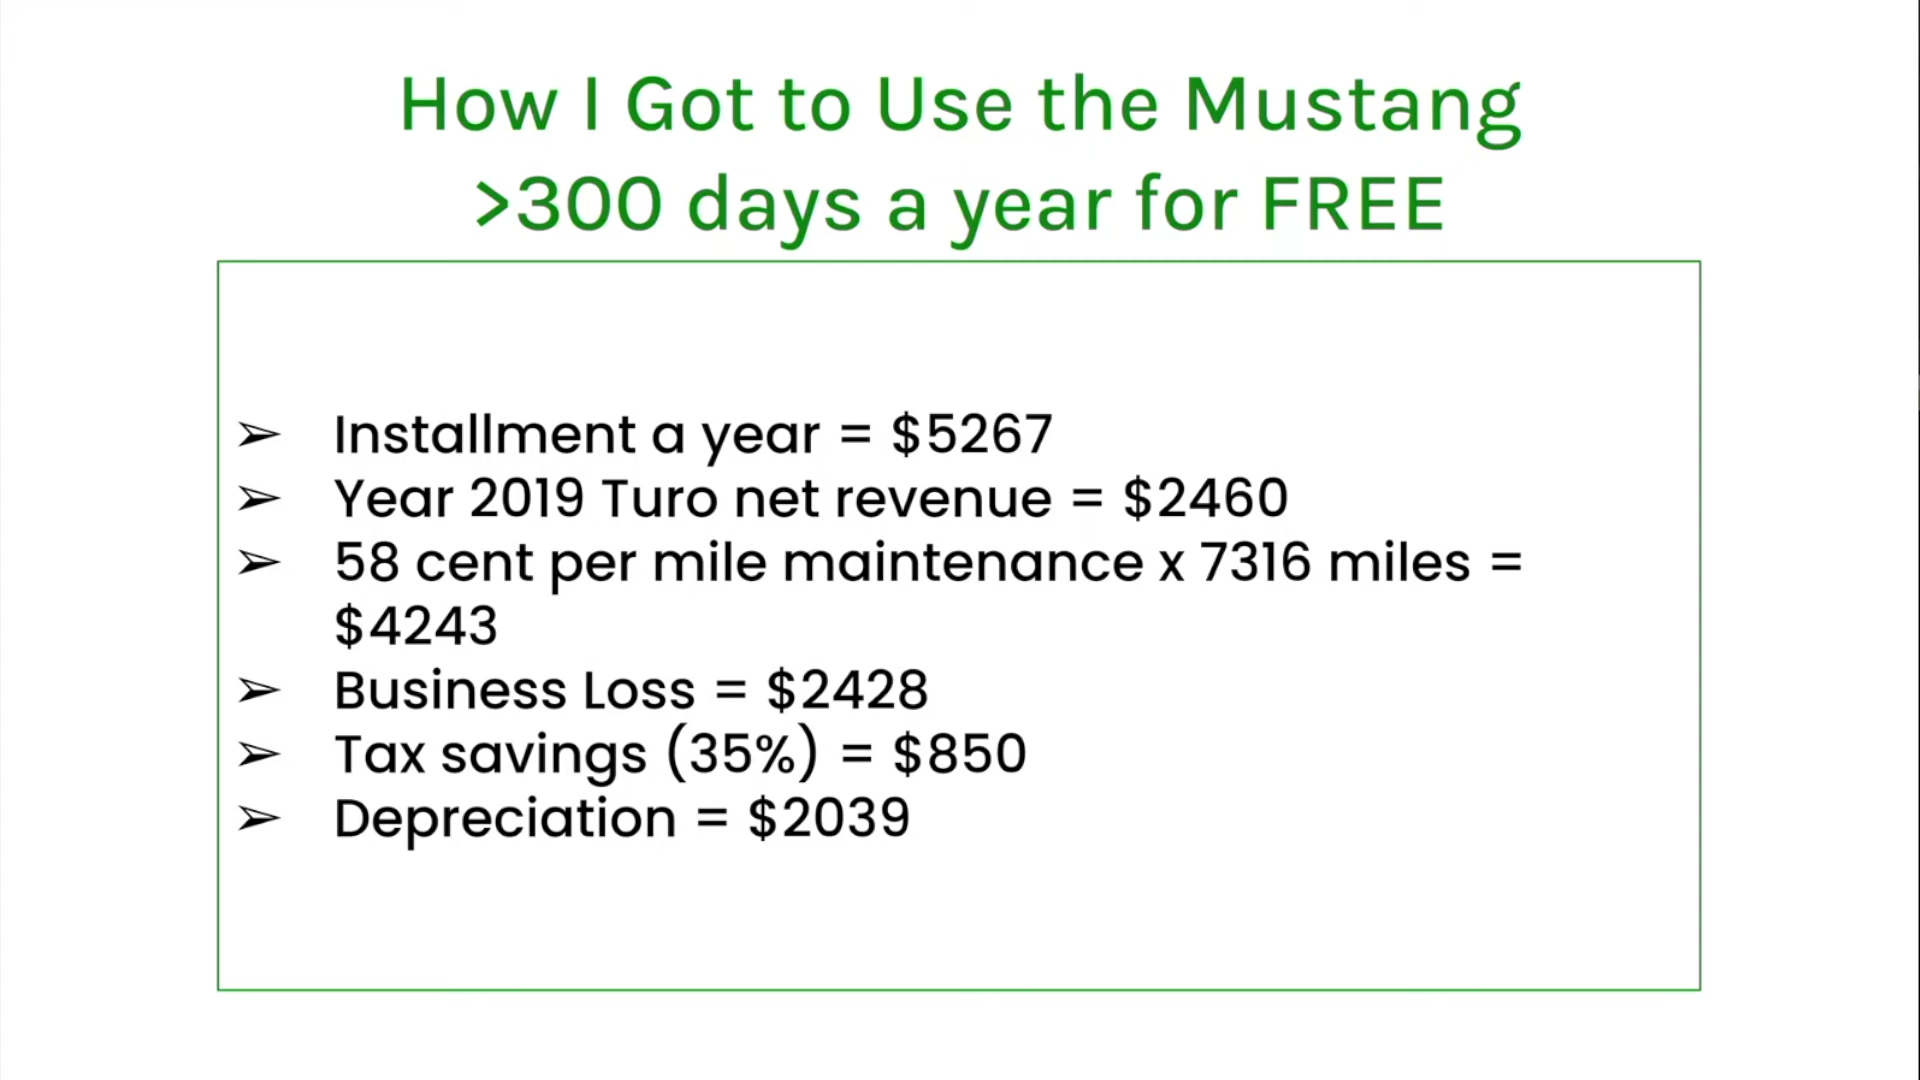 How I Got to Use the Mustang
>300 days a year for FREE
➢ Installment a year = $5267
➢ Year 2019 Turo net revenue = $2460
➢ 58 cent per mile maintenance x 7316 miles =
$4243
➢ Business Loss = $2428
➢ Tax savings (35%) = $850
➢ Depreciation = $2039